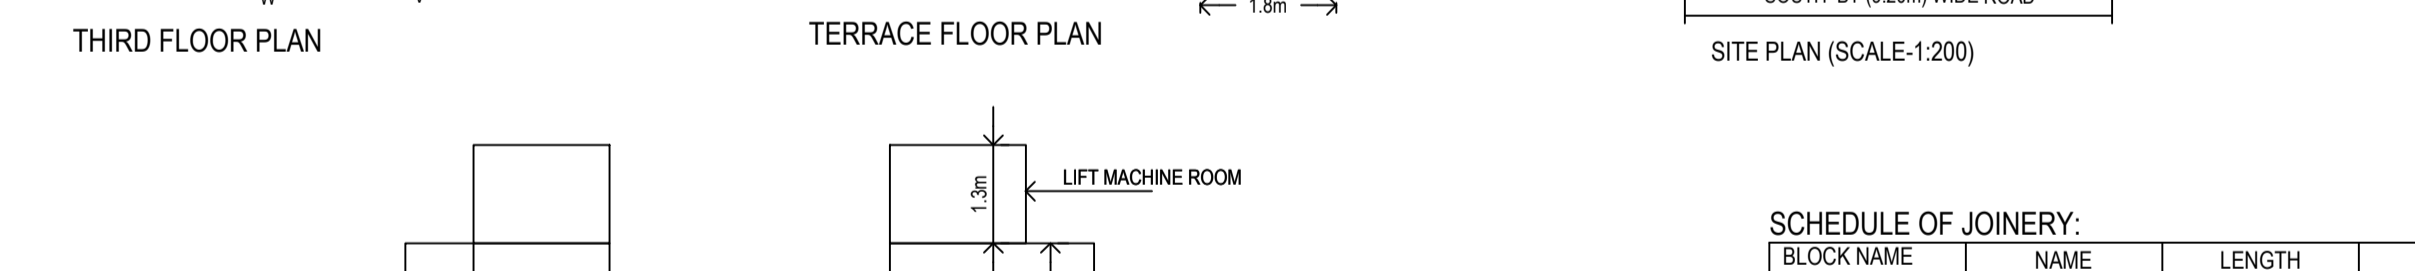 1.8m
THIRD FLOOR PLAN
TERRACE FLOOR PLAN
SITE PLAN (SCALE-1:200)
1.3m
LIFT MACHINE ROOM
SCHEDULE OF JOINERY:
BLOCK NAME
NAME
LENGTH